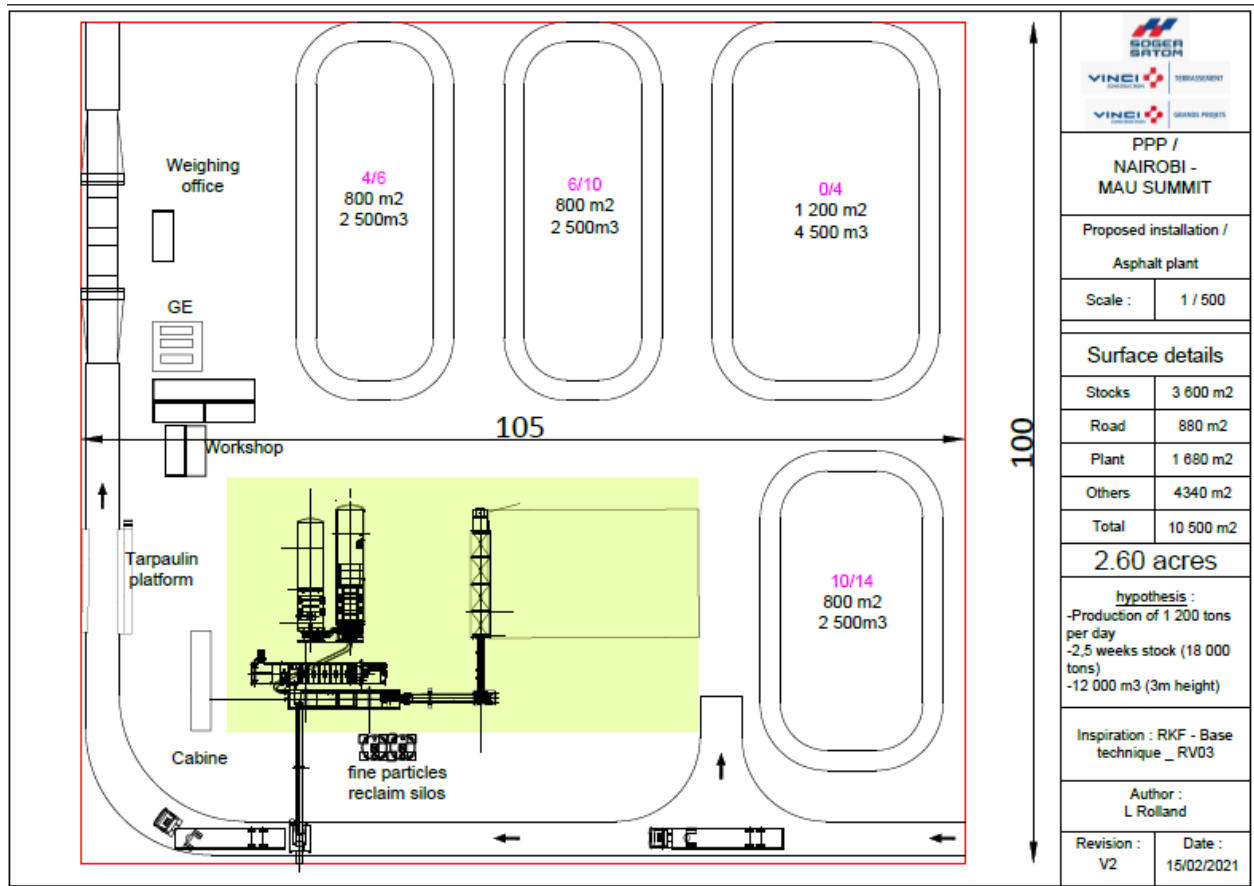 Weighing
office
GE
Workshop
Tarpaulin
platform
Cabine
fine particles
reclaim silos
4/6
800 m2
2 500m3
6/10
800 m2
2 500m3
0/4
1 200 m2
4 500 m3
105
100
10/14
800 m2
2 500m3
SOGEA
SATOM
VINCI
CONSTRUCTION
TERRASSEMENT
VINCI
CONSTRUCTION
GRANDS PROJETS
PPP /
NAIROBI -
MAU SUMMIT
Proposed installation /
Asphalt plant
Scale : 1 / 500
Surface details
Stocks 3 600 m2
Road 880 m2
Plant 1 680 m2
Others 4340 m2
Total 10 500 m2
2.60 acres
hypothesis :
-Production of 1 200 tons
per day
-2,5 weeks stock (18 000
tons)
-12 000 m3 (3m height)
Inspiration : RKF - Base
technique _ RV03
Author :
L Rolland
Revision : Date :
V2 15/02/2021